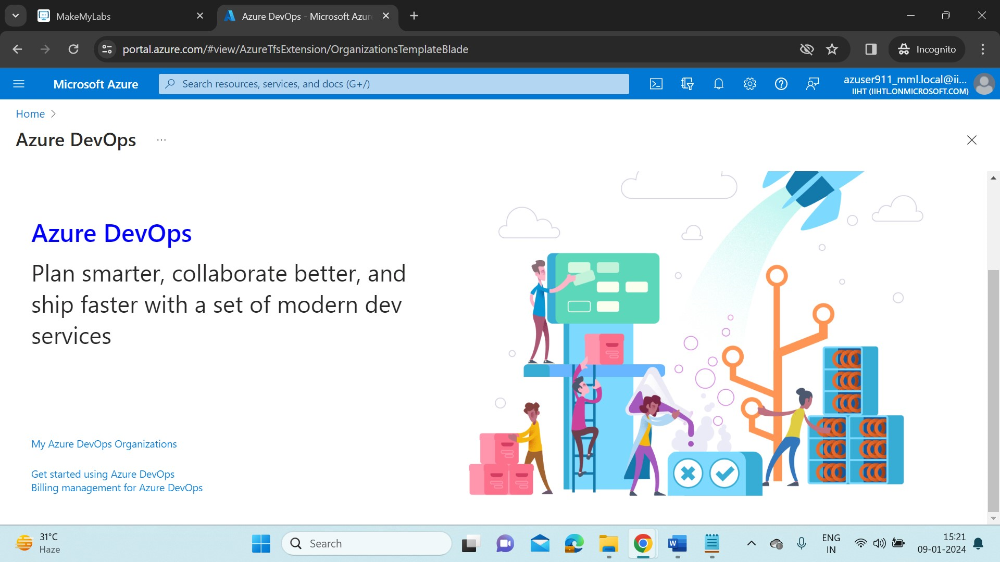 MakeMyLabs
Azure DevOps - Microsoft Azur
portal.azure.com/#view/AzureTfsExtension/OrganizationsTemplateBlade
Incognito
Microsoft Azure
Search resources, services, and docs (G+/)
azuser911_mml.local@ii...
IIHT (IIHTL.ONMICROSOFT.COM)
Home
Azure DevOps
...
Azure DevOps
Plan smarter, collaborate better, and
ship faster with a set of modern dev
services
My Azure DevOps Organizations
Get started using Azure DevOps
Billing management for Azure DevOps
31°C
Haze
Search
W
ENG
IN
15:21
09-01-2024